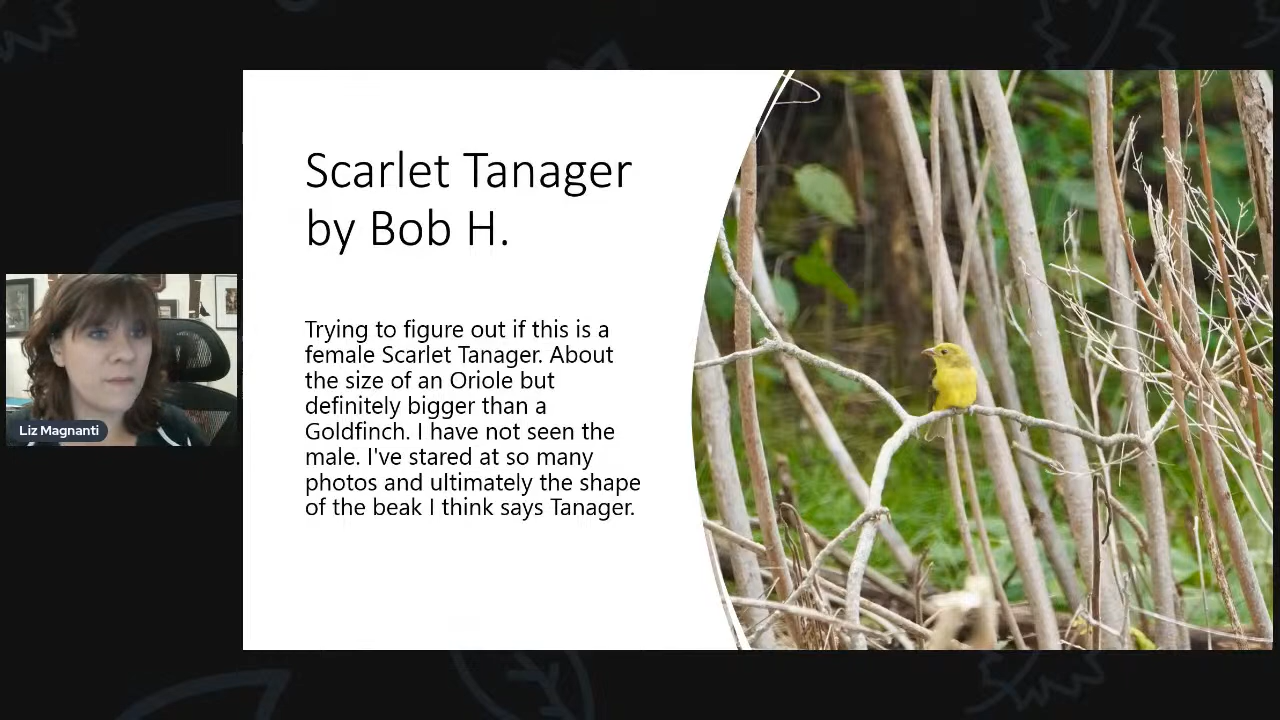 Scarlet Tanager
by Bob H.
Trying to figure out if this is a
female Scarlet Tanager. About
the size of an Oriole but
definitely bigger than a
Goldfinch. I have not seen the
male. I've stared at so many
photos and ultimately the shape
of the beak I think says Tanager.
Liz Magnanti